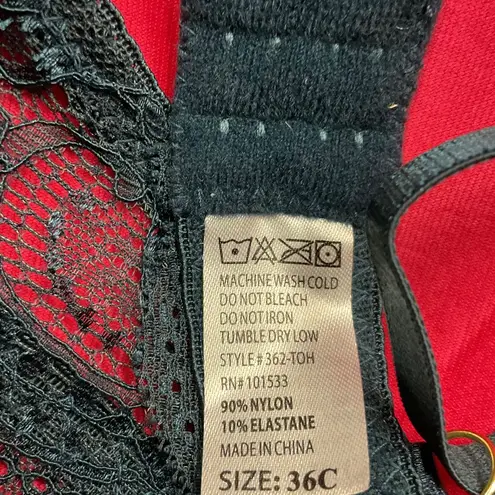 MACHINE WASH COLD
DO NOT BLEACH
DO NOT IRON
TUMBLE DRY LOW
STYLE # 362-TOH
RN# 101533
90% NYLON
10% ELASTANE
MADE IN CHINA
SIZE: 36C